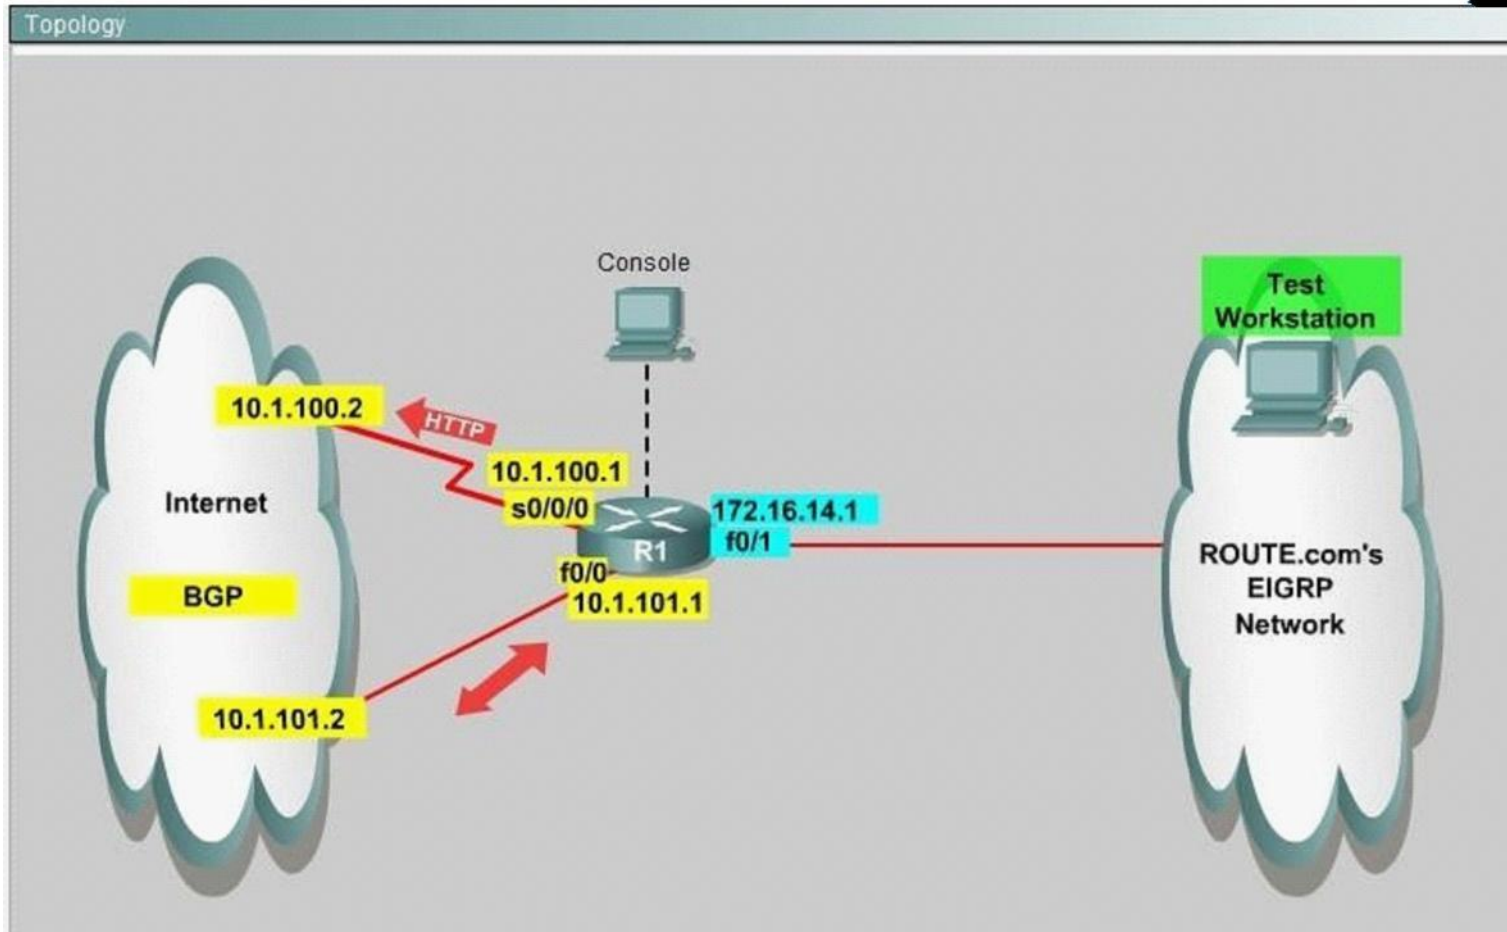 Topology
Console
Test
Workstation
10.1.100.2
HTTP
10.1.100.1
s0/0/0
172.16.14.1
f0/1
R1
Internet
f0/0
10.1.101.1
BGP
10.1.101.2
ROUTE.com's
EIGRP
Network